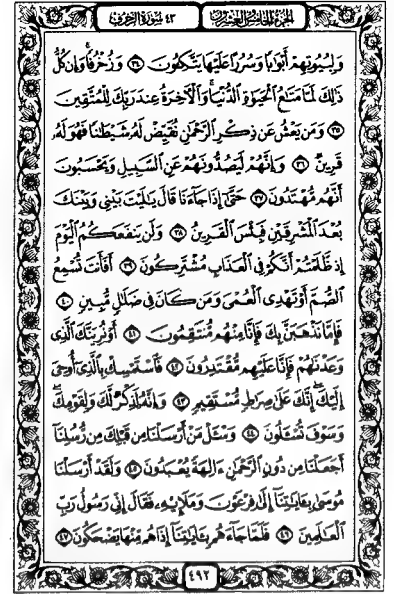 الجزء الخامس والعشرون
٤٣ سورة الزخرف
وَلِبُيُوتِهِمْ أَبْوَٰبًا وَسُرُرًا عَلَيْهَا يَتَّكِـُٔونَ ٣٤ وَزُخْرُفًا وَإِن كُلُّ
ذَٰلِكَ لَمَّا مَتَٰعُ ٱلْحَيَوٰةِ ٱلدُّنْيَا وَٱلْءَاخِرَةُ عِندَ رَبِّكَ لِلْمُتَّقِينَ
٣٥ وَمَن يَعْشُ عَن ذِكْرِ ٱلرَّحْمَٰنِ نُقَيِّضْ لَهُۥ شَيْطَٰنًا فَهُوَ لَهُۥ
قَرِينٌ ٣٦ وَإِنَّهُمْ لَيَصُدُّونَهُمْ عَنِ ٱلسَّبِيلِ وَيَحْسَبُونَ
أَنَّهُم مُّهْتَدُونَ ٣٧ حَتَّىٰٓ إِذَا جَآءَنَا قَالَ يَٰلَيْتَ بَيْنِى وَبَيْنَكَ
بُعْدَ ٱلْمَشْرِقَيْنِ فَبِئْسَ ٱلْقَرِينُ ٣٨ وَلَن يَنفَعَكُمُ ٱلْيَوْمَ
إِذ ظَّلَمْتُمْ أَنَّكُمْ فِى ٱلْعَذَابِ مُشْتَرِكُونَ ٣٩ أَفَأَنتَ تُسْمِعُ
ٱلصُّمَّ أَوْ تَهْدِى ٱلْعُمْىَ وَمَن كَانَ فِى ضَلَٰلٍ مُّبِينٍ ٤٠
فَإِمَّا نَذْهَبَنَّ بِكَ فَإِنَّا مِنْهُم مُّنتَقِمُونَ ٤١ أَوْ نُرِيَنَّكَ ٱلَّذِى
وَعَدْنَٰهُمْ فَإِنَّا عَلَيْهِم مُّقْتَدِرُونَ ٤٢ فَٱسْتَمْسِكْ بِٱلَّذِىٓ أُوحِىَ
إِلَيْكَ إِنَّكَ عَلَىٰ صِرَٰطٍ مُّسْتَقِيمٍ ٤٣ وَإِنَّهُۥ لَذِكْرٌ لَّكَ وَلِقَوْمِكَ
وَسَوْفَ تُسْـَٔلُونَ ٤٤ وَسْـَٔلْ مَنْ أَرْسَلْنَا مِن قَبْلِكَ مِن رُّسُلِنَآ
أَجَعَلْنَا مِن دُونِ ٱلرَّحْمَٰنِ ءَالِهَةً يُعْبَدُونَ ٤٥ وَلَقَدْ أَرْسَلْنَا
مُوسَىٰ بِـَٔايَٰتِنَآ إِلَىٰ فِرْعَوْنَ وَمَلَإِي۟هِۦ فَقَالَ إِنِّى رَسُولُ رَبِّ
ٱلْعَٰلَمِينَ ٤٦ فَلَمَّا جَآءَهُم بِـَٔايَٰتِنَآ إِذَا هُم مِّنْهَا يَضْحَكُونَ ٤٧
٤٩٢